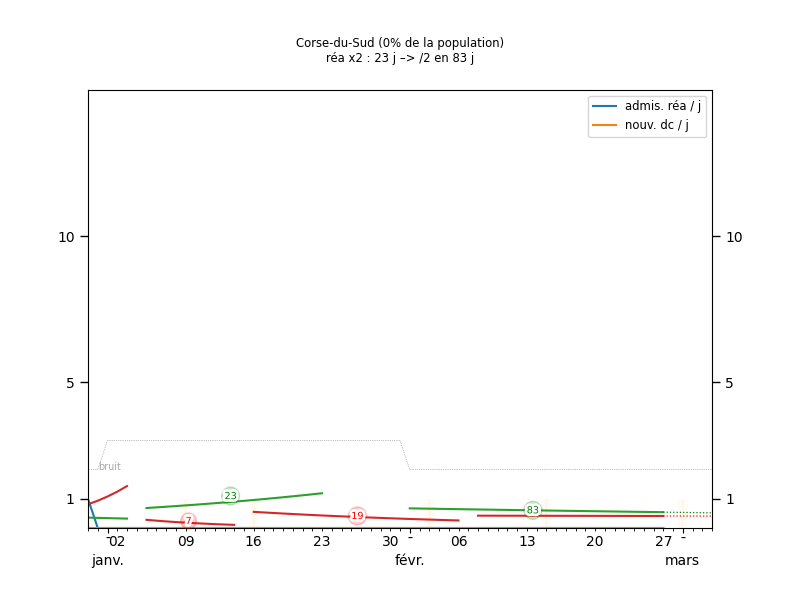 Corse-du-Sud (0% de la population)
réa x2 : 23 j –> /2 en 83 j
admis. réa / j
nouv. dc / j
10 10
5 5
bruit
1 1
23
7
19
83
02 09 16 23 30 06 13 20 27
janv. févr. mars